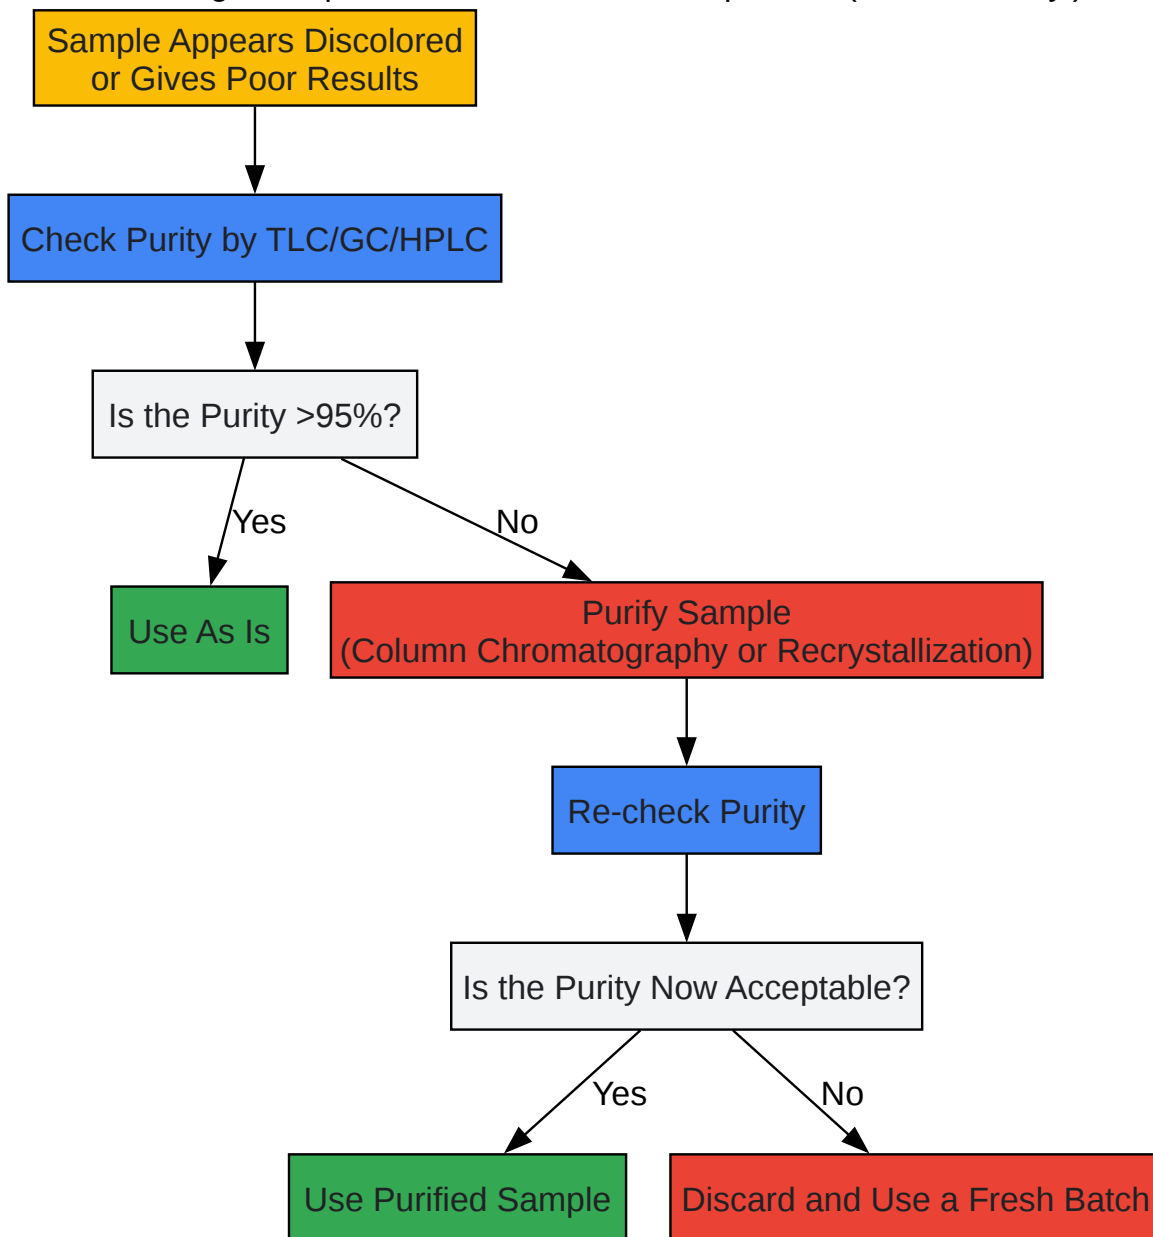 Sample Appears Discolored
or Gives Poor Results
Check Purity by TLC/GC/HPLC
Is the Purity >95%?
Yes
No
Use As Is
Purify Sample
(Column Chromatography or Recrystallization)
Re-check Purity
Is the Purity Now Acceptable?
Yes
No
Use Purified Sample
Discard and Use a Fresh Batch